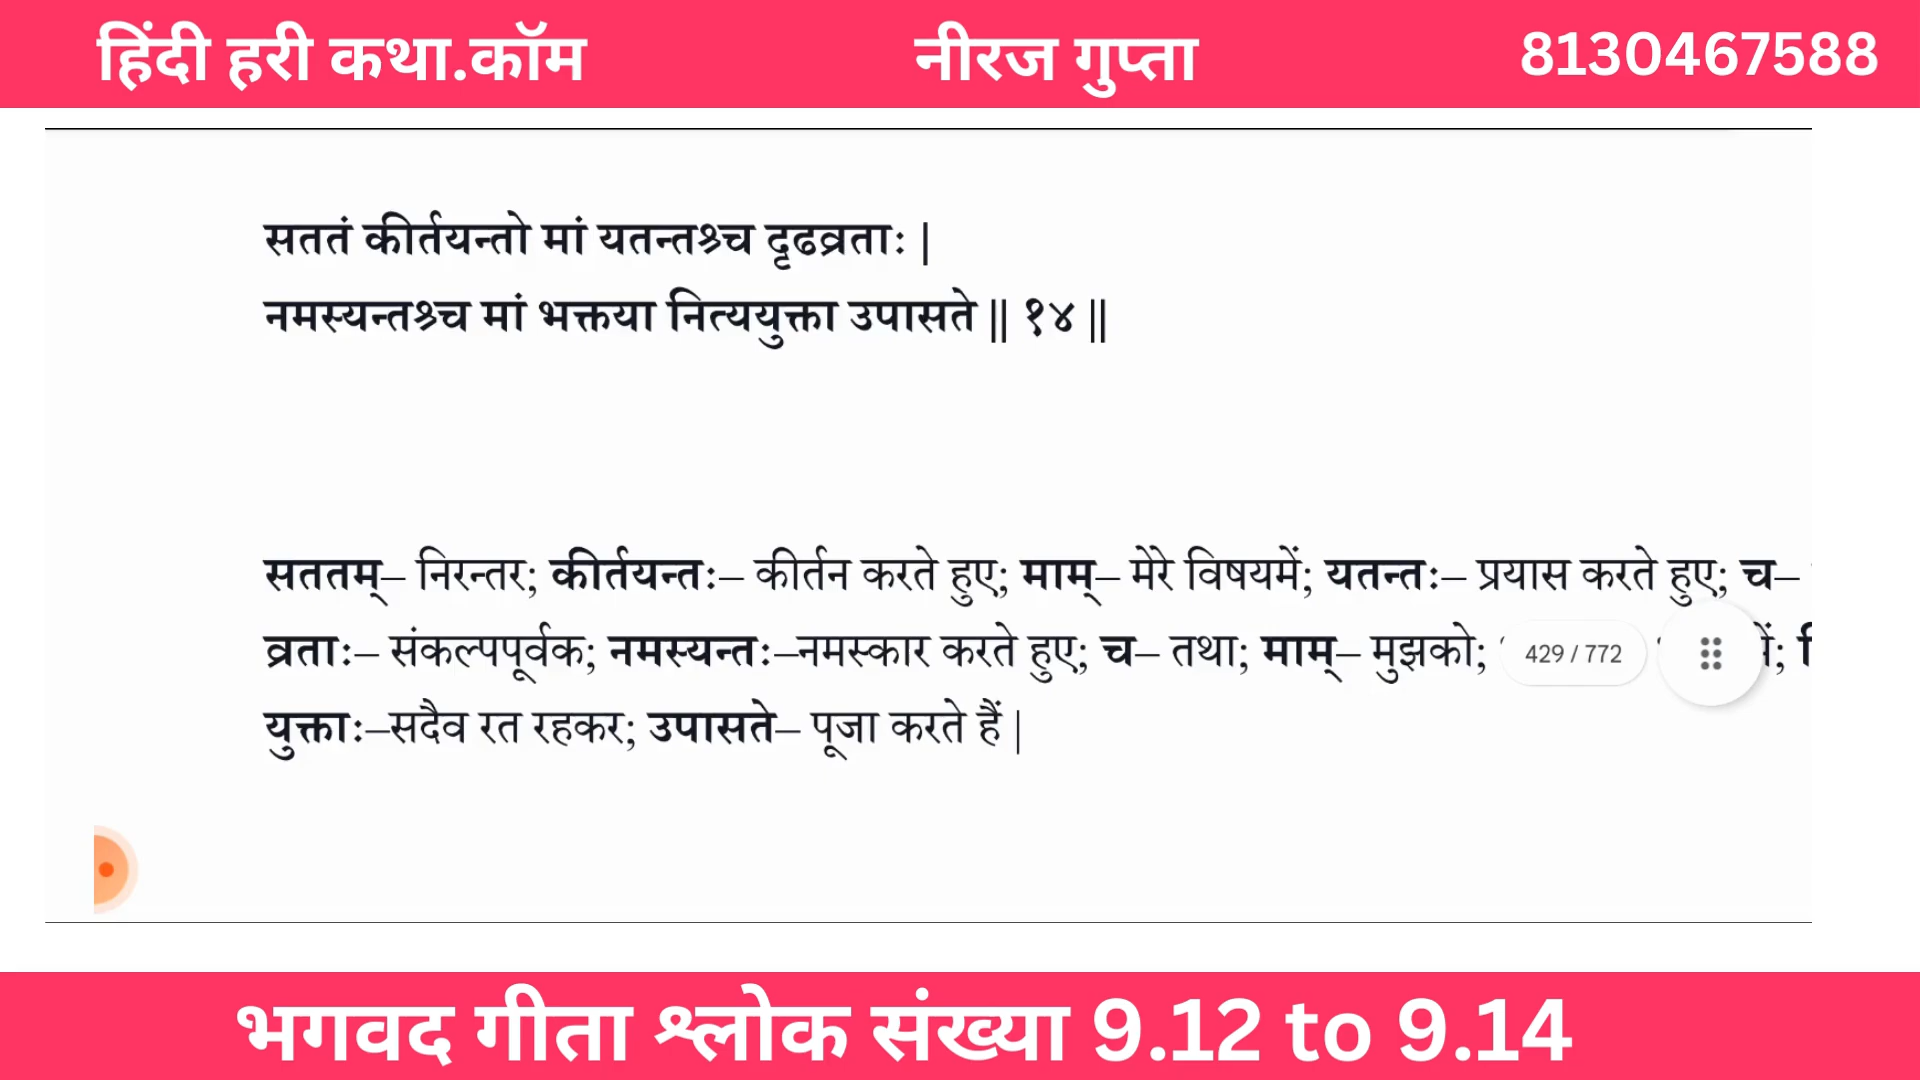 हिंदी हरी कथा.कॉम
नीरज गुप्ता
8130467588
सततं कीर्तयन्तो मां यतन्तश्र्च दृढव्रताः |
नमस्यन्तश्र्च मां भक्तया नित्ययुक्ता उपासते || १४ ||
सततम्– निरन्तर; कीर्तयन्तः– कीर्तन करते हुए; माम्– मेरे विषयमें; यतन्तः– प्रयास करते हुए; च–
व्रताः– संकल्पपूर्वक; नमस्यन्तः–नमस्कार करते हुए; च– तथा; माम्– मुझको;
429 / 772
युक्ताः–सदैव रत रहकर; उपासते– पूजा करते हैं |
भगवद गीता श्लोक संख्या 9.12 to 9.14